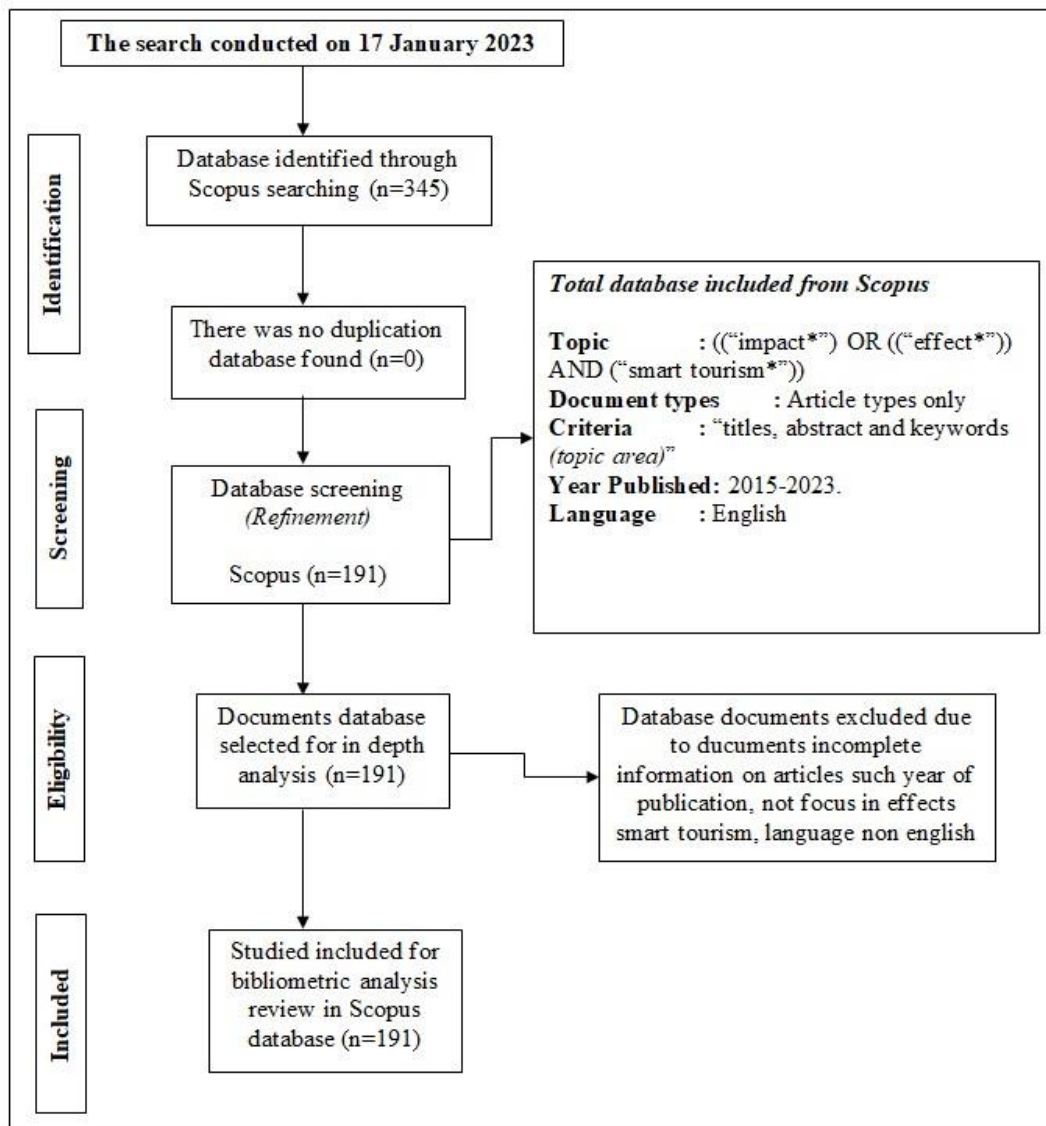 The search conducted on 17 January 2023
Identification
Database identified through
Scopus searching (n=345)
There was no duplication
database found (n=0)
Screening
Database screening
(Refinement)
Scopus (n=191)
Total database included from Scopus
Topic : ((“impact*”) OR ((“effect*”))
AND (“smart tourism*”))
Document types : Article types only
Criteria : “titles, abstract and keywords
(topic area)”
Year Published: 2015-2023.
Language : English
Eligibility
Documents database
selected for in depth
analysis (n=191)
Database documents excluded due
to ducuments incomplete
information on articles such year of
publication, not focus in effects
smart tourism, language non english
Included
Studied included for
bibliometric analysis
review in Scopus
database (n=191)